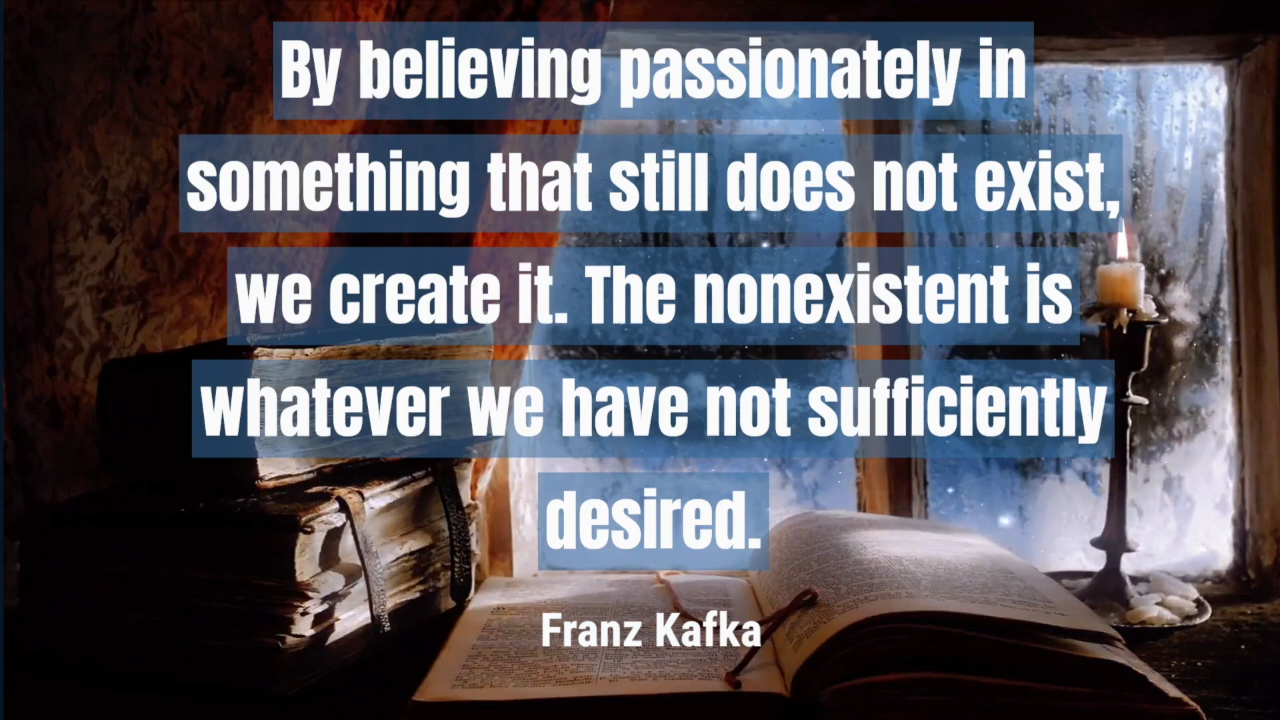 By believing passionately in
something that still does not exist,
we create it. The nonexistent is
whatever we have not sufficiently
desired.
Franz Kafka